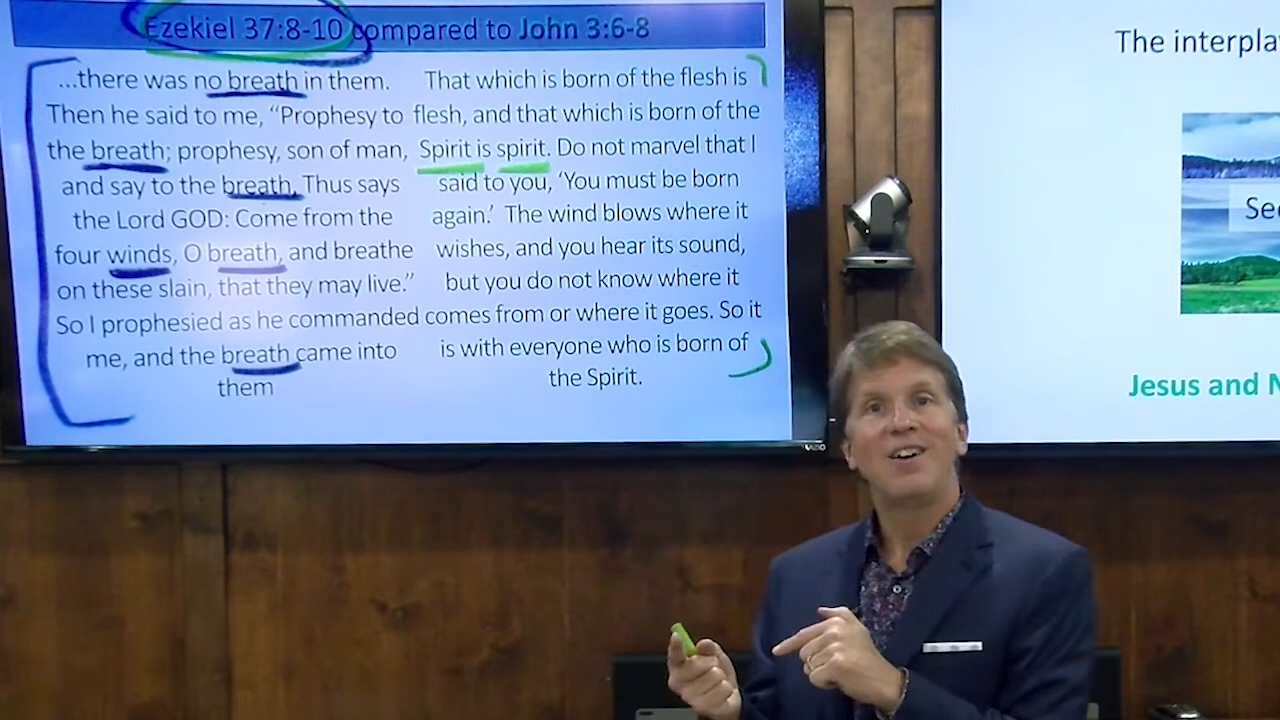 Ezekiel 37:8-10 compared to John 3:6-8
...there was no breath in them.
Then he said to me, “Prophesy to
the breath; prophesy, son of man,
and say to the breath, Thus says
the Lord GOD: Come from the
four winds, O breath, and breathe
on these slain, that they may live.”
So I prophesied as he commanded
me, and the breath came into
them
That which is born of the flesh is
flesh, and that which is born of the
Spirit is spirit. Do not marvel that I
said to you, ‘You must be born
again.’ The wind blows where it
wishes, and you hear its sound,
but you do not know where it
comes from or where it goes. So it
is with everyone who is born of
the Spirit.
VIZIO
The
Jesus and